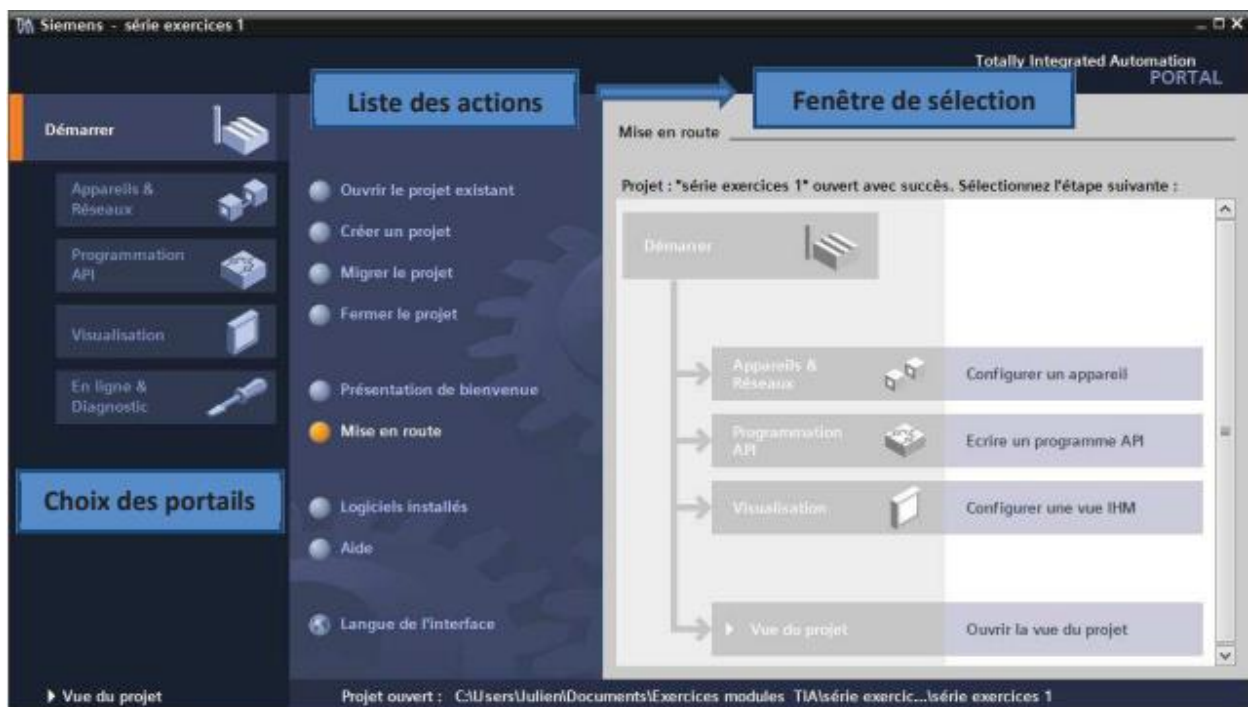 Siemens - série exercices 1
Totally Integrated Automation
PORTAL
Liste des actions
Fenêtre de sélection
Démarrer
Appareils &
Réseaux
Programmation
API
Visualisation
En ligne &
Diagnostic
Choix des portails
Vue du projet
Ouvrir le projet existant
Créer un projet
Migrer le projet
Fermer le projet
Présentation de bienvenue
Mise en route
Logiciels installés
Aide
Langue de l'interface
Mise en route
Projet : "série exercices 1" ouvert avec succès. Sélectionnez l'étape suivante :
Démarrer
Appareils &
Réseaux
Configurer un appareil
Programmation
API
Ecrire un programme API
Visualisation
Configurer une vue IHM
Vue du projet
Ouvrir la vue du projet
Projet ouvert : C:\Users\Julien\Documents\Exercices modules TIA\série exercic...\série exercices 1